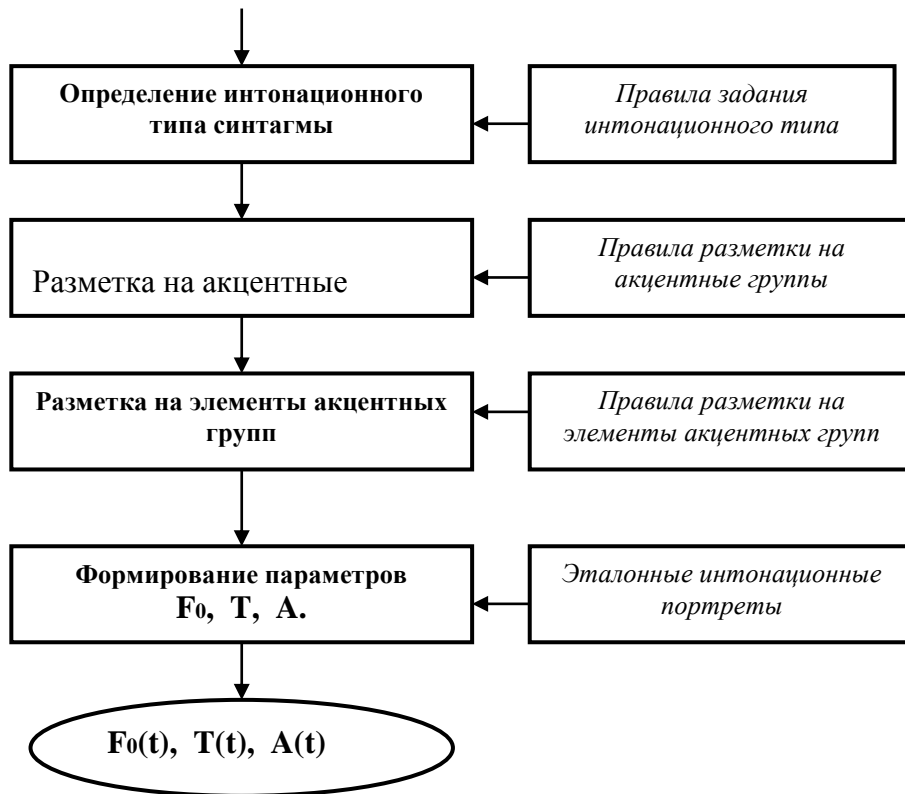 Определение интонационного
типа синтагмы
Правила задания
интонационного типа
Разметка на акцентные
Правила разметки на
акцентные группы
Разметка на элементы акцентных
групп
Правила разметки на
элементы акцентных групп
Формирование параметров
F0, T, A.
Эталонные интонационные
портреты
F0(t), T(t), A(t)